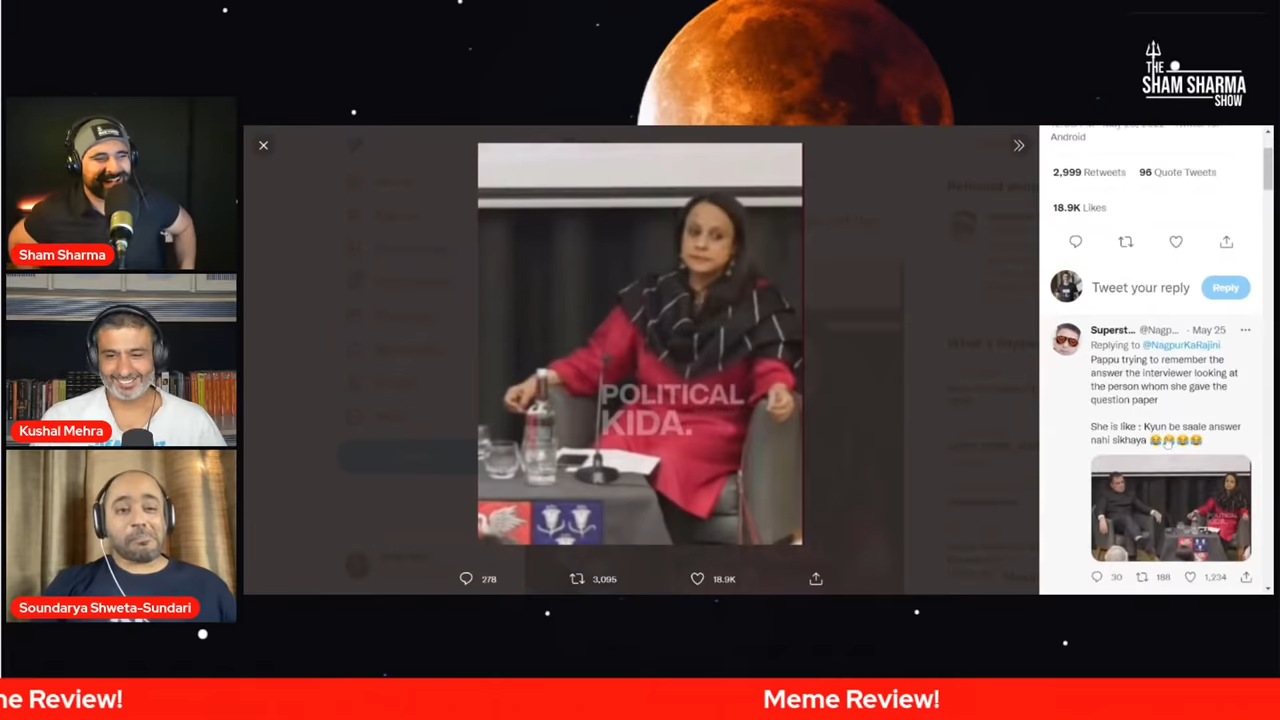 THE
SHAM SHARMA
SHOW
Sham Sharma
Kushal Mehra
Soundarya Shweta-Sundari
POLITICAL
KIDA.
278
3,095
18.9K
Android
2,999 Retweets 96 Quote Tweets
18.9K Likes
Tweet your reply
Reply
Superst... @Nagp... · May 25
Replying to @NagpurKaRajini
Pappu trying to remember the
answer the interviewer looking at
the person whom she gave the
question paper
She is like : Kyun be saale answer
nahi sikhaya 😂😂😂😂
30
188
1,234
ne Review!
Meme Review!